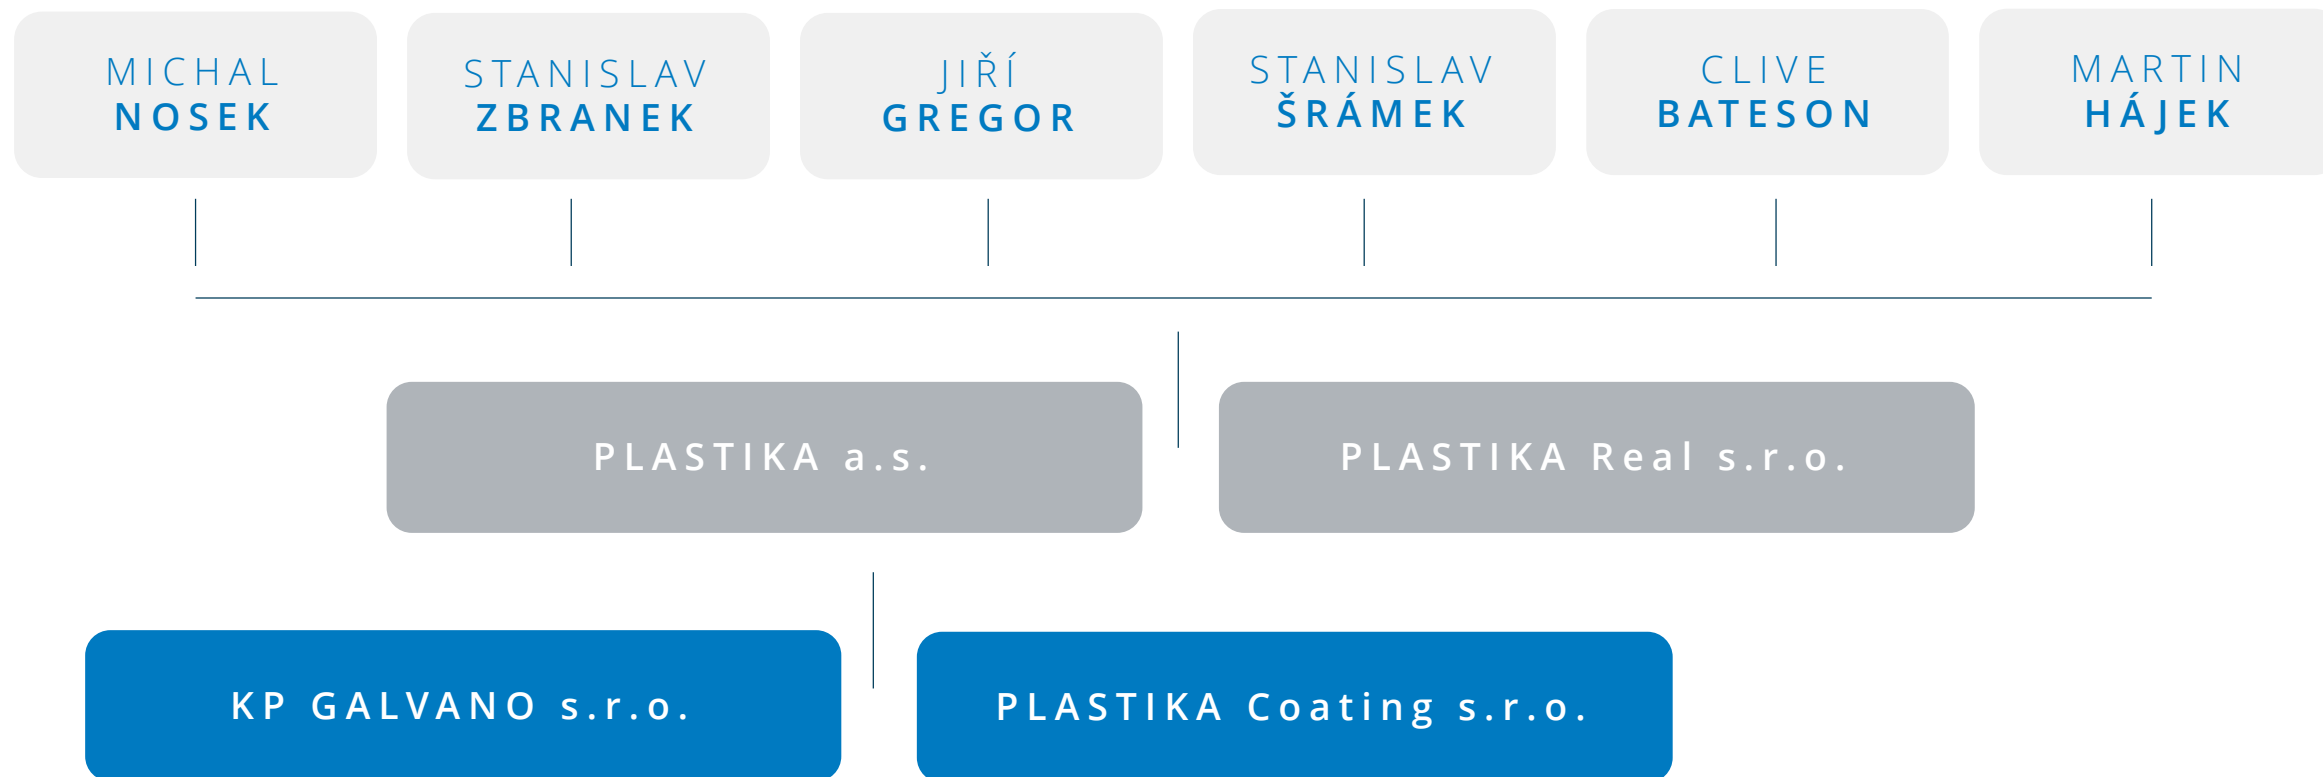 MICHAL
NOSEK
STANISLAV
ZBRANEK
JIŘÍ
GREGOR
STANISLAV
ŠRÁMEK
CLIVE
BATESON
MARTIN
HÁJEK
PLASTIKA a.s.
PLASTIKA Real s.r.o.
KP GALVANO s.r.o.
PLASTIKA Coating s.r.o.